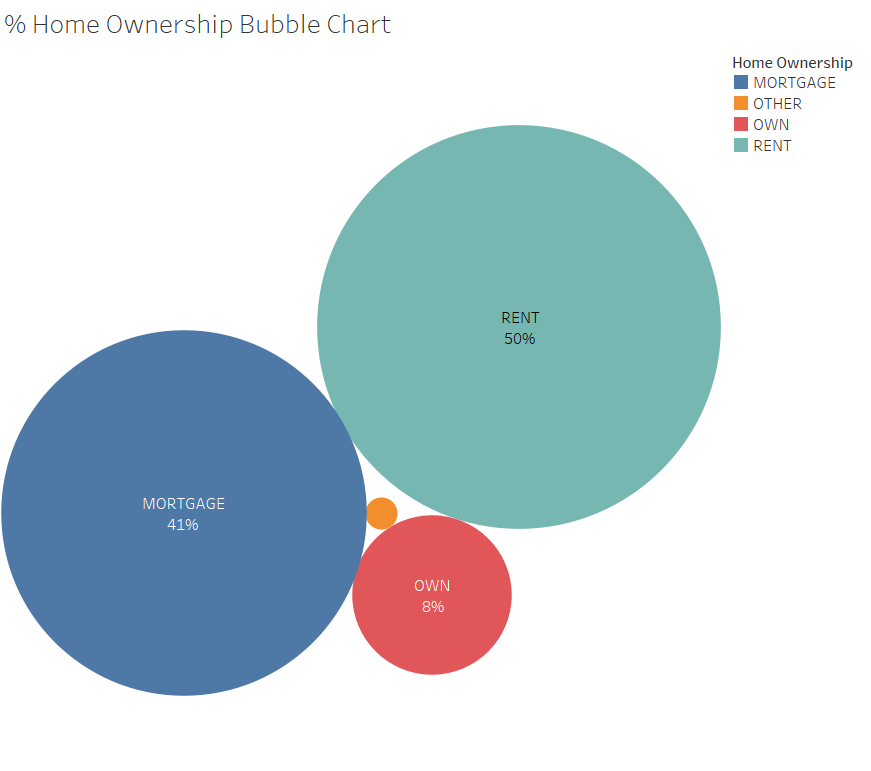 % Home Ownership Bubble Chart
Home Ownership
MORTGAGE
OTHER
OWN
RENT
RENT
50%
MORTGAGE
41%
OWN
8%